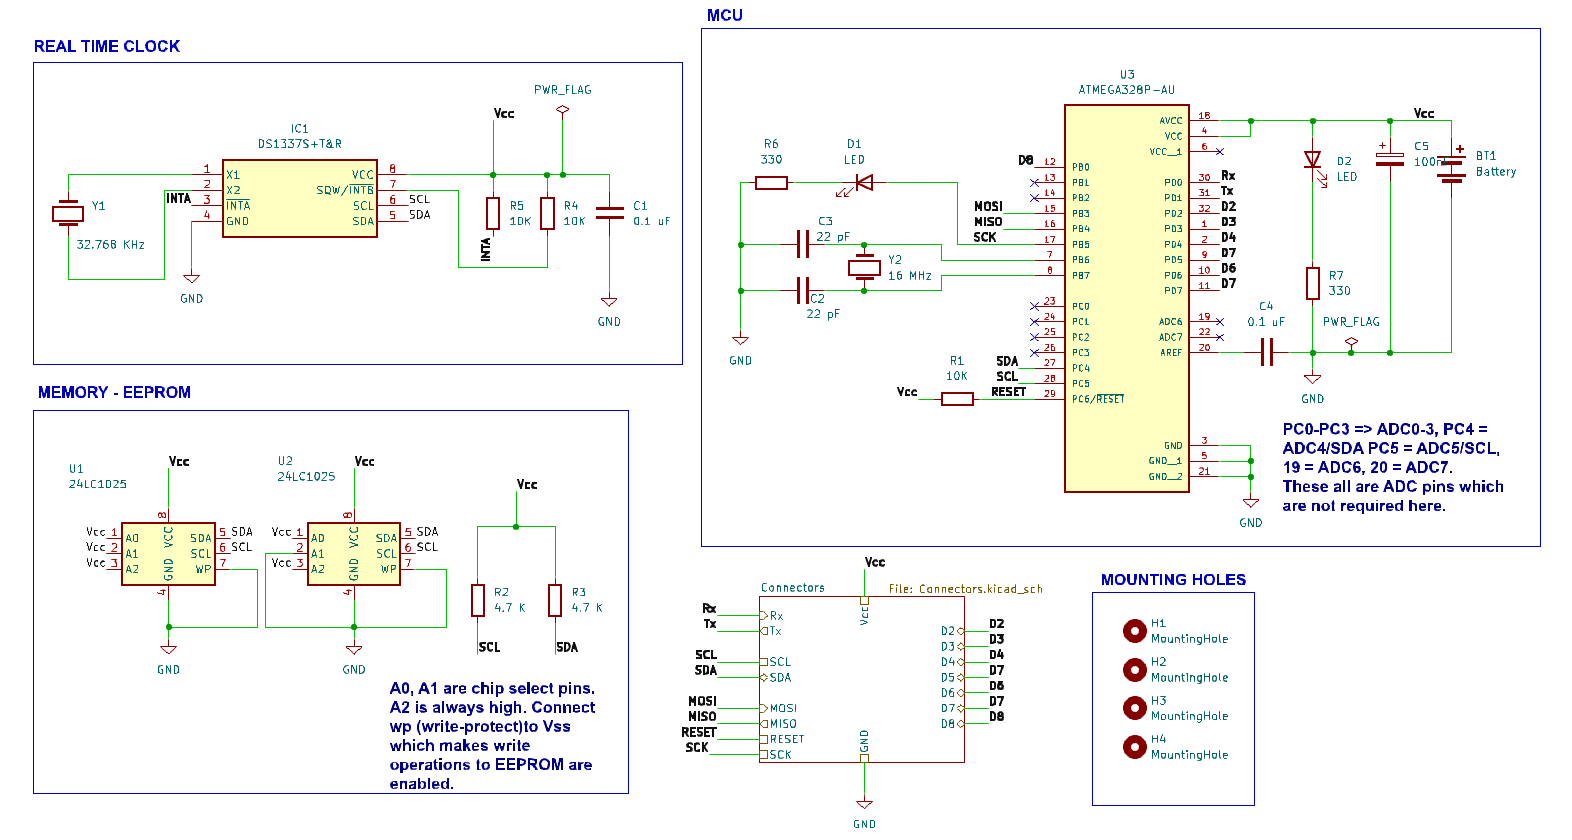 REAL TIME CLOCK
PWR_FLAG
Vcc
IC1
DS1337S+T&R
1 X1
2 X2
INTA 3 INTA
4 GND
VCC 8
SQW/INTB 7
SCL 6 SCL
SDA 5 SDA
Y1
32.768 KHz
GND
R5
10K
INTA
R4
10K
C1
0.1 uF
GND
MEMORY - EEPROM
U1
24LC1025
Vcc
Vcc 1 A0
Vcc 2 A1
Vcc 3 A2
8 VCC
GND 4
SDA 5 SDA
SCL 6 SCL
WP 7
GND
U2
24LC1025
Vcc
Vcc 1 A0
2 A1
Vcc 3 A2
8 VCC
GND 4
SDA 5 SDA
SCL 6 SCL
WP 7
GND
Vcc
R2
4.7 K
SCL
R3
4.7 K
SDA
A0, A1 are chip select pins.
A2 is always high. Connect
wp (write-protect)to Vss
which makes write
operations to EEPROM are
enabled.
MCU
U3
ATMEGA328P-AU
R6
330
D1
LED
C3
22 pF
Y2
16 MHz
C2
22 pF
GND
R1
10K
Vcc
D8 12 PB0
13 PB1
14 PB2
MOSI 15 PB3
MISO 16 PB4
SCK 17 PB5
7 PB6
8 PB7
23 PC0
24 PC1
25 PC2
26 PC3
SDA 27 PC4
SCL 28 PC5
RESET 29 PC6/RESET
AVCC 18
VCC 4
VCC_1 6
PD0 30 Rx
PD1 31 Tx
PD2 32 D2
PD3 1 D3
PD4 2 D4
PD5 9 D7
PD6 10 D6
PD7 11 D7
ADC6 19
ADC7 22
AREF 20
GND 3
GND_1 5
GND_2 21
GND
Vcc
D2
LED
C5
100n
BT1
Battery
R7
330
C4
0.1 uF
PWR_FLAG
GND
PC0-PC3 => ADC0-3, PC4 =
ADC4/SDA PC5 = ADC5/SCL,
19 = ADC6, 20 = ADC7.
These all are ADC pins which
are not required here.
Vcc
Connectors
File: Connectors.kicad_sch
Vcc
Rx Rx
Tx Tx
SCL SCL
SDA SDA
MOSI MOSI
MISO MISO
RESET RESET
SCK SCK
D2 D2
D3 D3
D4 D4
D5 D7
D6 D6
D7 D7
D8 D8
GND
GND
MOUNTING HOLES
H1
MountingHole
H2
MountingHole
H3
MountingHole
H4
MountingHole